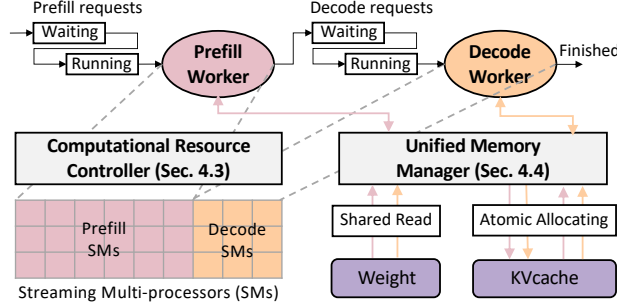 Prefill requests
Decode requests
Waiting
Running
Prefill
Worker
Waiting
Running
Decode
Worker
Finished
Computational Resource
Controller (Sec. 4.3)
Unified Memory
Manager (Sec. 4.4)
Prefill
SMs
Decode
SMs
Shared Read
Atomic Allocating
Weight
KVcache
Streaming Multi-processors (SMs)